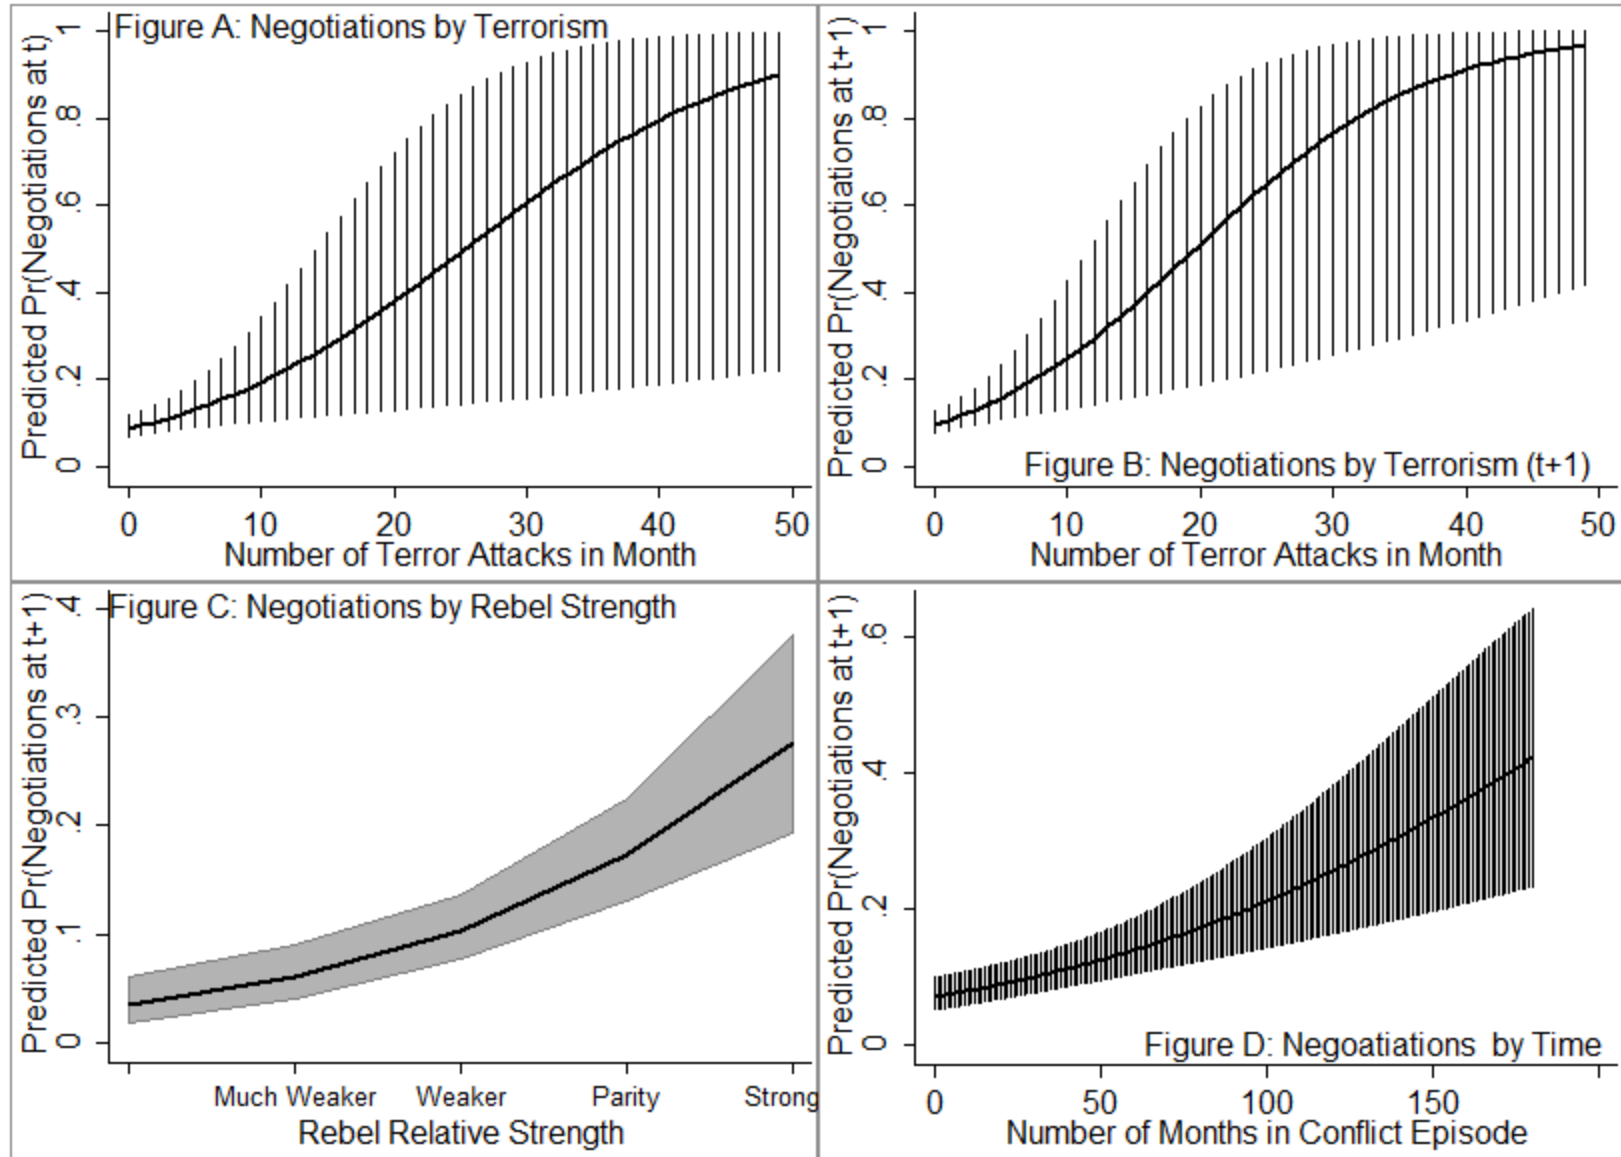 Figure A: Negotiations by Terrorism
Predicted Pr(Negotiations at t)
0 .2 .4 .6 .8 1
0 10 20 30 40 50
Number of Terror Attacks in Month
Figure B: Negotiations by Terrorism (t+1)
Predicted Pr(Negotiations at t+1)
0 .2 .4 .6 .8 1
0 10 20 30 40 50
Number of Terror Attacks in Month
Figure C: Negotiations by Rebel Strength
Predicted Pr(Negotiations at t+1)
0 .1 .2 .3 .4
Much Weaker Weaker Parity Strong
Rebel Relative Strength
Figure D: Negoatiations by Time
Predicted Pr(Negotiations at t+1)
0 .2 .4 .6
0 50 100 150
Number of Months in Conflict Episode